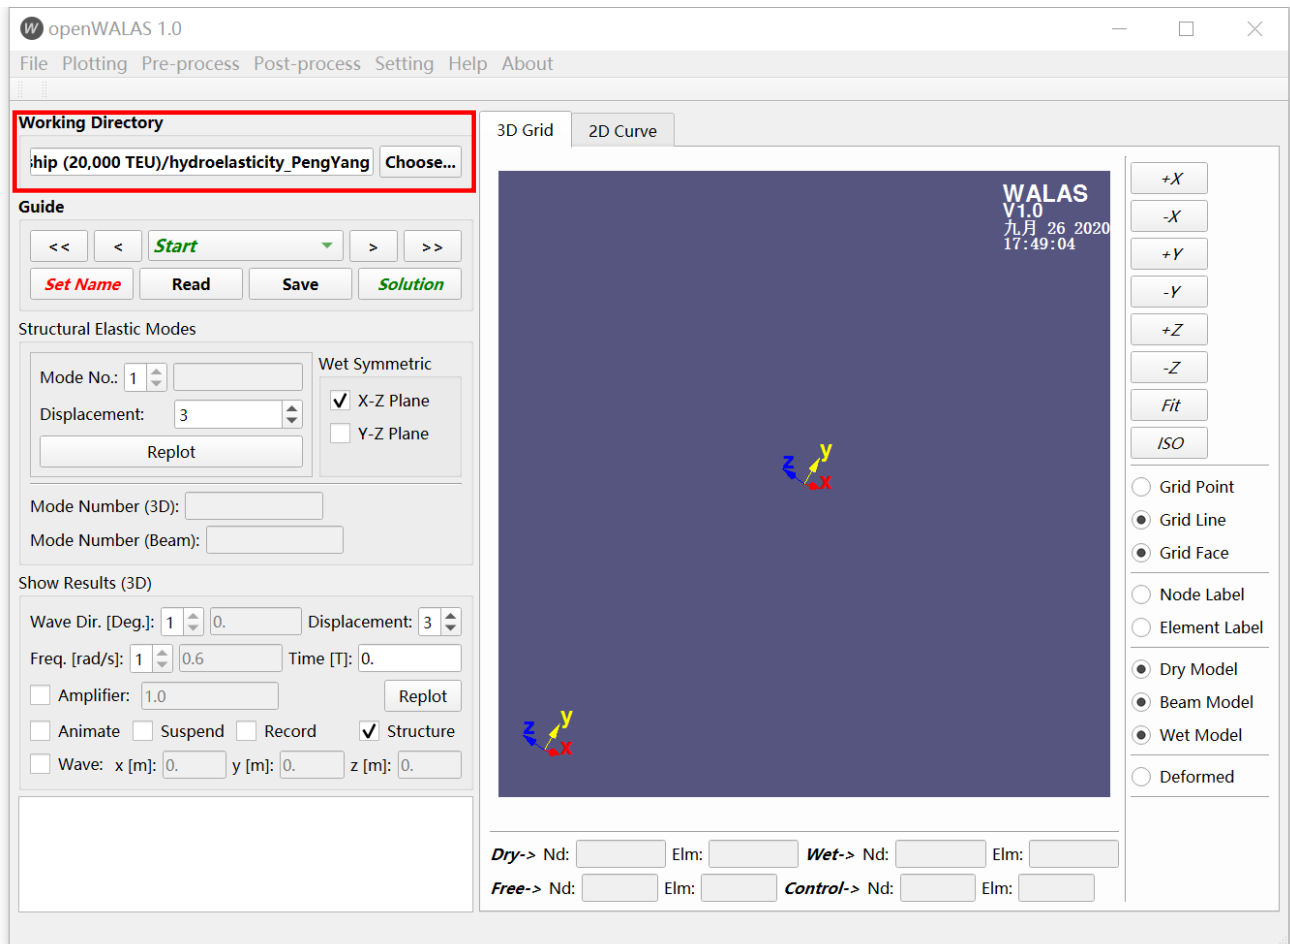 openWALAS 1.0
File Plotting Pre-process Post-process Setting Help About
Working Directory
ship (20,000 TEU)/hydroelasticity_PengYang Choose...
Guide
<< < Start > >>
Set Name Read Save Solution
Structural Elastic Modes
Mode No.: 1
Displacement: 3
Replot
Wet Symmetric
X-Z Plane
Y-Z Plane
Mode Number (3D):
Mode Number (Beam):
Show Results (3D)
Wave Dir. [Deg.]: 1 0. Displacement: 3
Freq. [rad/s]: 1 0.6 Time [T]: 0.
Amplifier: 1.0 Replot
Animate Suspend Record Structure
Wave: x [m]: 0. y [m]: 0. z [m]: 0.
3D Grid 2D Curve
WALAS
V1.0
九月 26 2020
17:49:04
z y x
z y x
Dry-> Nd: Elm: Wet-> Nd: Elm:
Free-> Nd: Elm: Control-> Nd: Elm:
+X
-X
+Y
-Y
+Z
-Z
Fit
ISO
Grid Point
Grid Line
Grid Face
Node Label
Element Label
Dry Model
Beam Model
Wet Model
Deformed